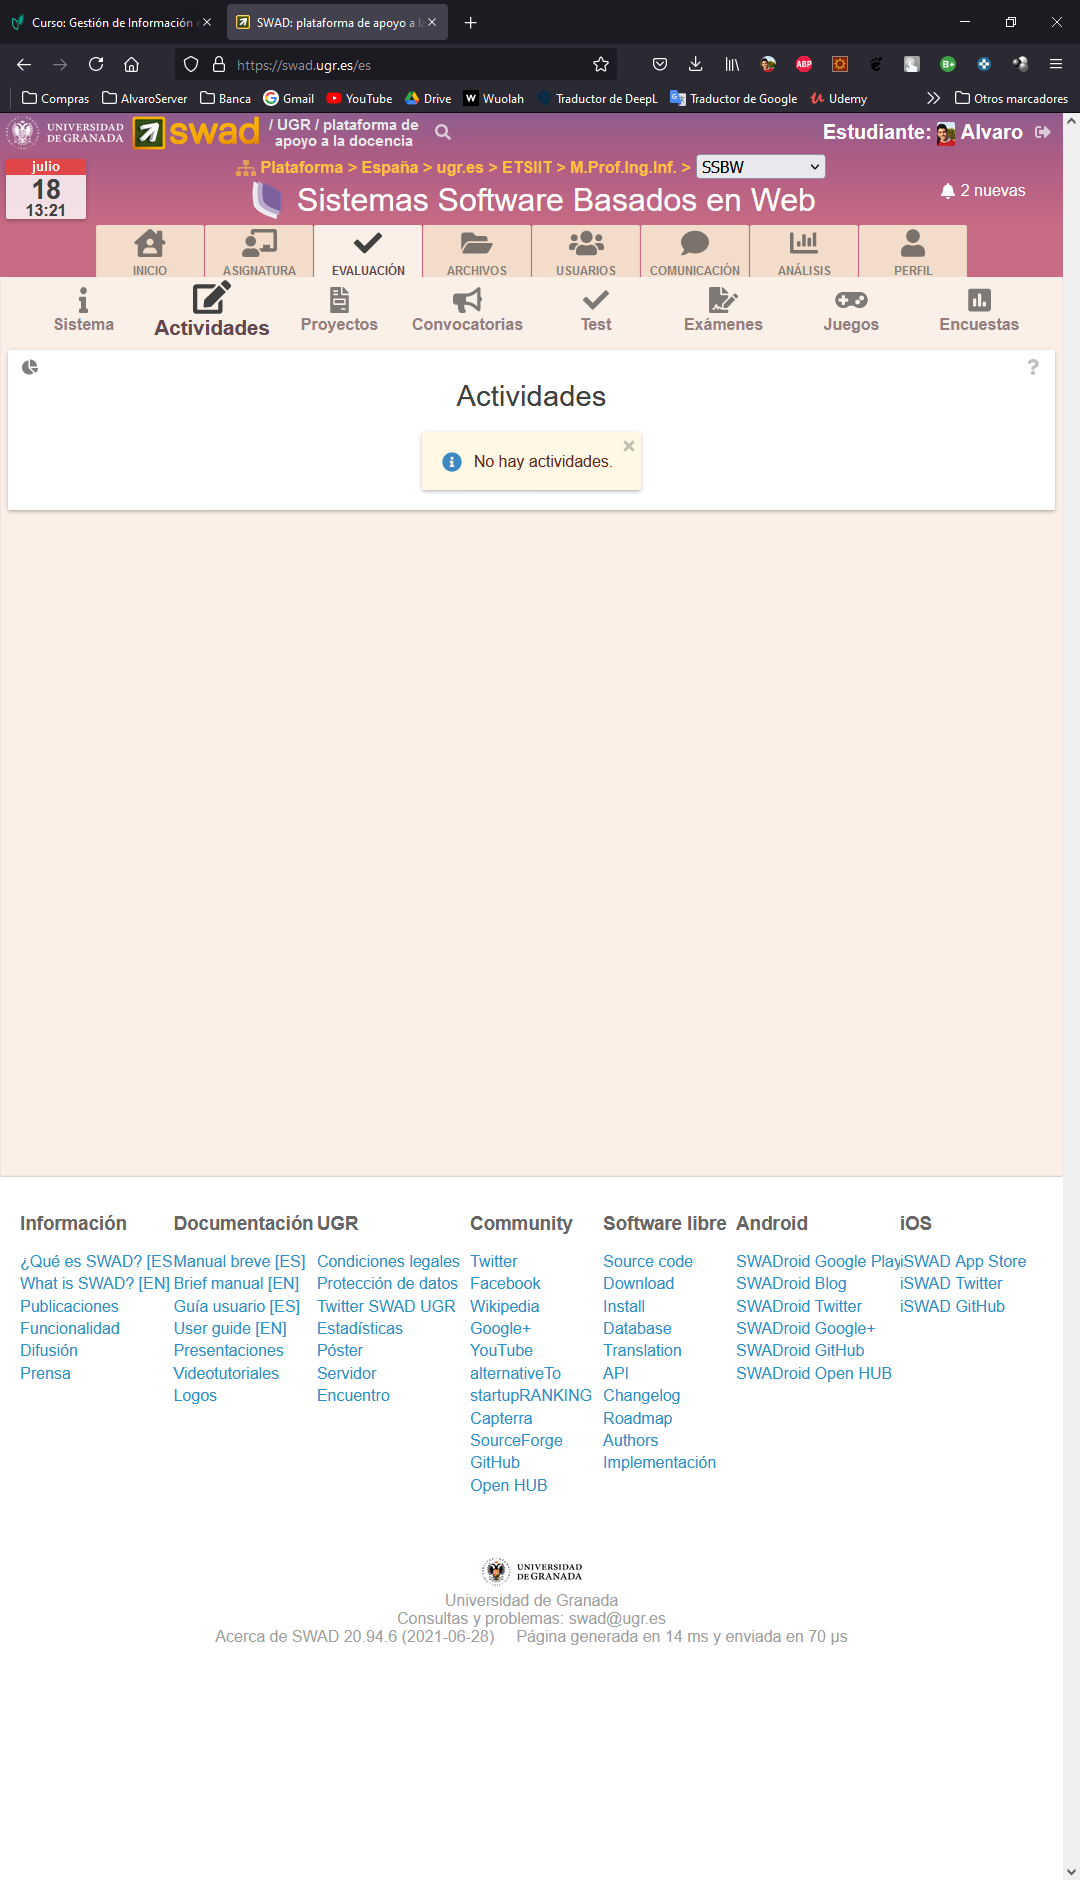 Curso: Gestión de Información
SWAD: plataforma de apoyo a l
https://swad.ugr.es/es
ABP
B+
Compras
AlvaroServer
Banca
Gmail
YouTube
Drive
Wuolah
Traductor de DeepL
Traductor de Google
Udemy
Otros marcadores
UNIVERSIDAD
DE GRANADA
swad
/ UGR / plataforma de
apoyo a la docencia
Estudiante: Alvaro
julio
18
13:21
Plataforma > España > ugr.es > ETSIIT > M.Prof.Ing.Inf. > SSBW
Sistemas Software Basados en Web
2 nuevas
INICIO
ASIGNATURA
EVALUACIÓN
ARCHIVOS
USUARIOS
COMUNICACIÓN
ANÁLISIS
PERFIL
Sistema
Actividades
Proyectos
Convocatorias
Test
Exámenes
Juegos
Encuestas
?
Actividades
No hay actividades.
Información
¿Qué es SWAD? [ES
What is SWAD? [EN]
Publicaciones
Funcionalidad
Difusión
Prensa
Documentación
Manual breve [ES]
Brief manual [EN]
Guía usuario [ES]
User guide [EN]
Presentaciones
Videotutoriales
Logos
UGR
Condiciones legales
Protección de datos
Twitter SWAD UGR
Estadísticas
Póster
Servidor
Encuentro
Community
Twitter
Facebook
Wikipedia
Google+
YouTube
alternativeTo
startupRANKING
Capterra
SourceForge
GitHub
Open HUB
Software libre
Source code
Download
Install
Database
Translation
API
Changelog
Roadmap
Authors
Implementación
Android
SWADroid Google Play
SWADroid Blog
SWADroid Twitter
SWADroid Google+
SWADroid GitHub
SWADroid Open HUB
iOS
iSWAD App Store
iSWAD Twitter
iSWAD GitHub
UNIVERSIDAD
DE GRANADA
Universidad de Granada
Consultas y problemas: swad@ugr.es
Acerca de SWAD 20.94.6 (2021-06-28) Página generada en 14 ms y enviada en 70 µs